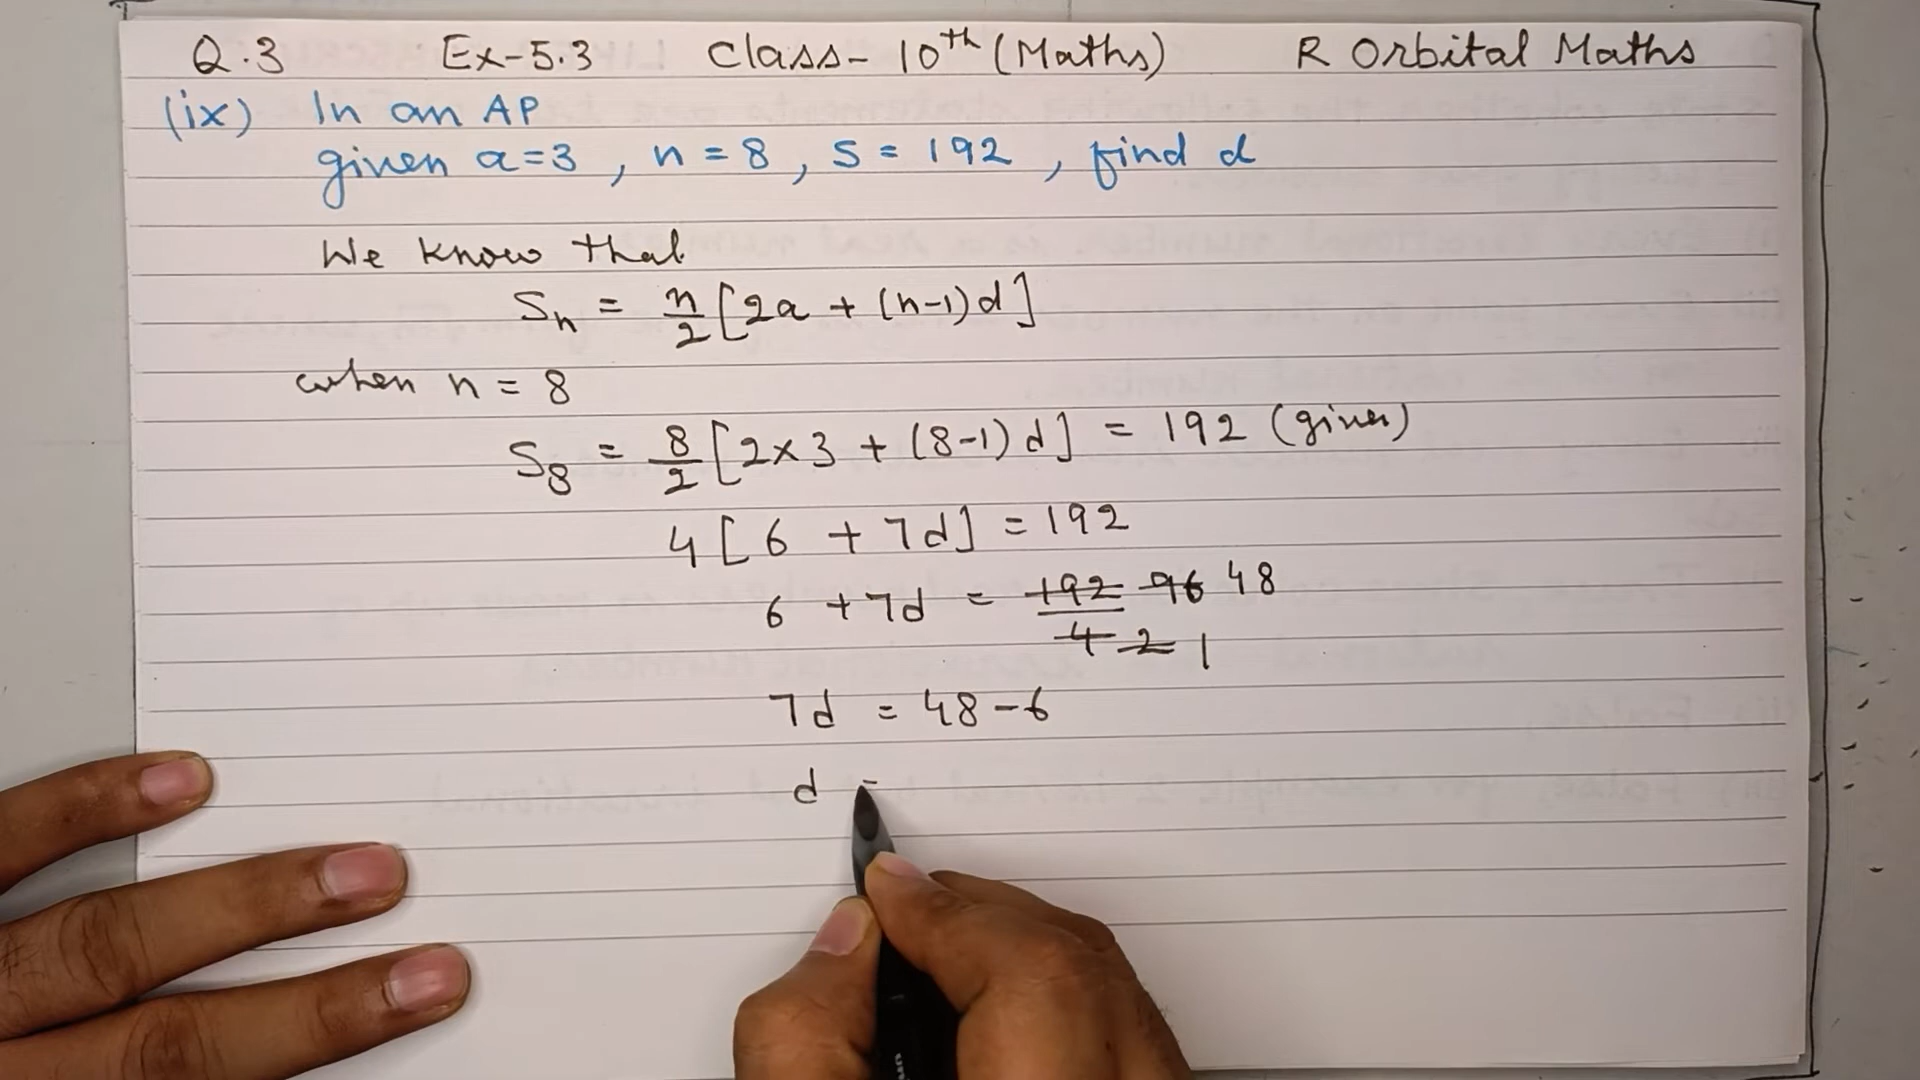 Q.3 Ex-5.3 Class- 10th (Maths) R Orbital Maths
(ix) In an AP
given a=3, n=8, S=192, find d
We know that
Sn = n/2 [2a + (n-1)d]
when n = 8
S8 = 8/2 [2×3 + (8-1)d] = 192 (given)
4 [6 + 7d] = 192
6 + 7d = 192/4 96/2 48/1
7d = 48-6
d =